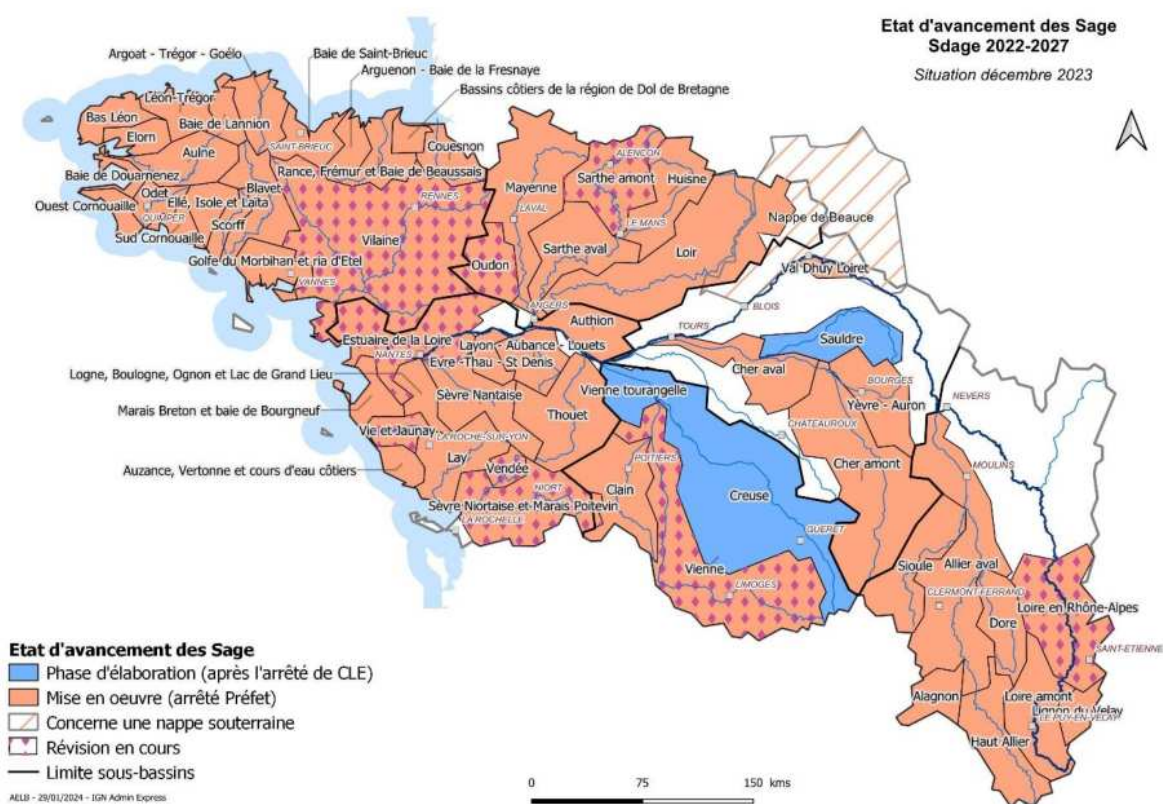 Etat d'avancement des Sage
Sdage 2022-2027
Situation décembre 2023
Argoat - Trégor - Goélo
Baie de Saint-Brieuc
Arguenon - Baie de la Fresnaye
Bassins côtiers de la région de Dol de Bretagne
Léon-Trégor
Bas Léon
Baie de Lannion
Elorn
SAINT-BRIEUC
Couesnon
Aulne
Rance, Frémur et Baie de Beaussais
Baie de Douarnenez
Blavet
Odet
Ouest Cornouaille
Ellé, Isole et Laïta
QUIMPER
Scorff
Sud Cornouaille
RENNES
Vilaine
Golfe du Morbihan et ria d'Etel
VANNES
ALENCON
Sarthe amont
Huisne
Mayenne
LAVAL
LE MANS
Nappe de Beauce
Sarthe aval
Loir
Oudon
Val Dhuy Loiret
ANGERS
BLOIS
Authion
TOURS
Estuaire de la Loire
Layon - Aubance - Louets
NANTES
Evre -Thau - St Denis
Sauldre
Cher aval
Logne, Boulogne, Ognon et Lac de Grand Lieu
Sèvre Nantaise
Vienne tourangelle
BOURGES
Yèvre - Auron
NEVERS
Marais Breton et baie de Bourgneuf
Thouet
CHATEAUROUX
Vie et Jaunay
LA ROCHE-SUR-YON
Auzance, Vertonne et cours d'eau côtiers
Lay
Vendée
POITIERS
Cher amont
MOULINS
Clain
Creuse
NIORT
Sèvre Niortaise et Marais Poitevin
LA ROCHELLE
GUERET
Vienne
LIMOGES
Sioule
Allier aval
CLERMONT-FERRAND
Loire en Rhône-Alpes
Dore
SAINT-ETIENNE
Alagnon
Loire amont
Lignon du Velay
LE PUY-EN-VELAY
Haut Allier
Etat d'avancement des Sage
Phase d'élaboration (après l'arrêté de CLE)
Mise en oeuvre (arrêté Préfet)
Concerne une nappe souterraine
Révision en cours
Limite sous-bassins
0 75 150 kms
AELB - 29/01/2024 - IGN Admin Express